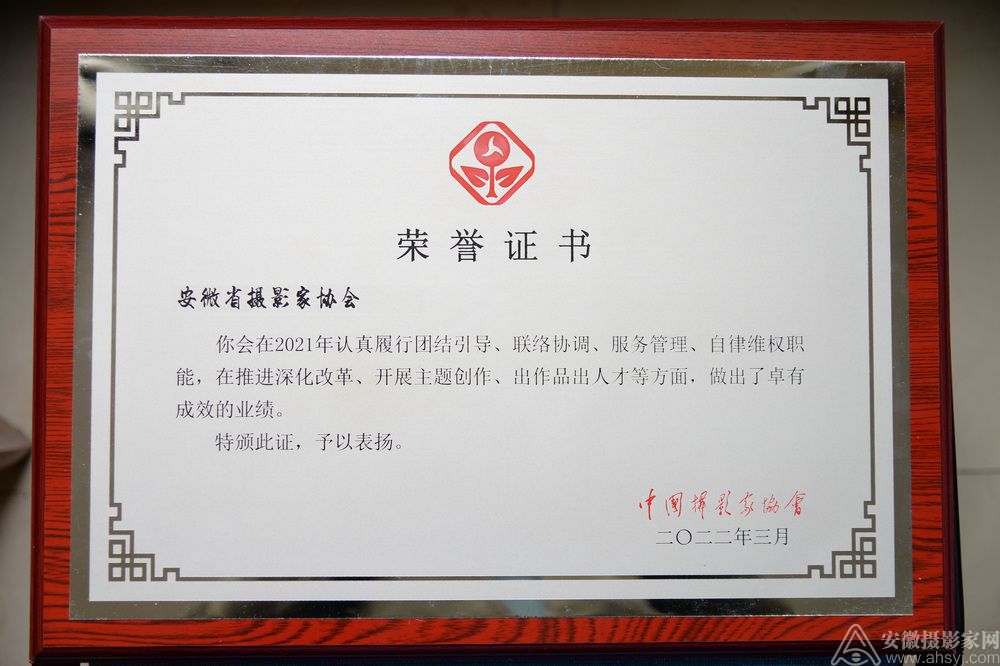 荣誉证书
安徽省摄影家协会
你会在2021年认真履行团结引导、联络协调、服务管理、自律维权职
能，在推进深化改革、开展主题创作、出作品出人才等方面，做出了卓有
成效的业绩。
特颁此证，予以表扬。
中国摄影家協會
二〇二二年三月
安徽摄影家网
www.ahsyj.com